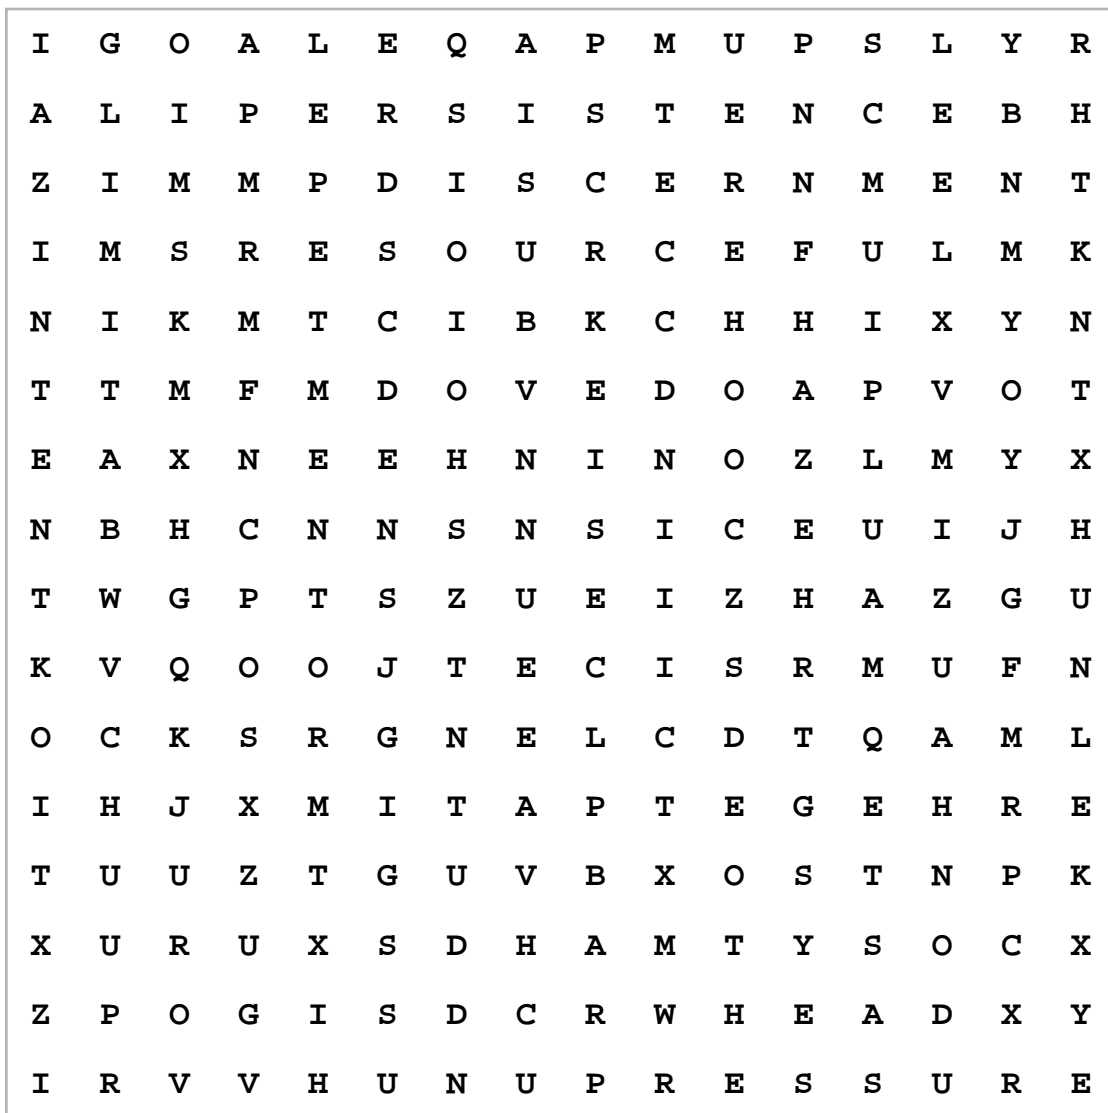 I G O A L E Q A P M U P S L Y R
A L I P E R S I S T E N C E B H
Z I M M P D I S C E R N M E N T
I M S R E S O U R C E F U L M K
N I K M T C I B K C H H I X Y N
T T M F M D O V E D O A P V O T
E A X N E E H N I N O Z L M Y X
N B H C N N S N S I C E U I J H
T W G P T S Z U E I Z H A Z G U
K V Q O O J T E C I S R M U F N
O C K S R G N E L C D T Q A M L
I H J X M I T A P T E G E H R E
T U U Z T G U V B X O S T N P K
X U R U X S D H A M T Y S O C X
Z P O G I S D C R W H E A D X Y
I R V V H U N U P R E S S U R E